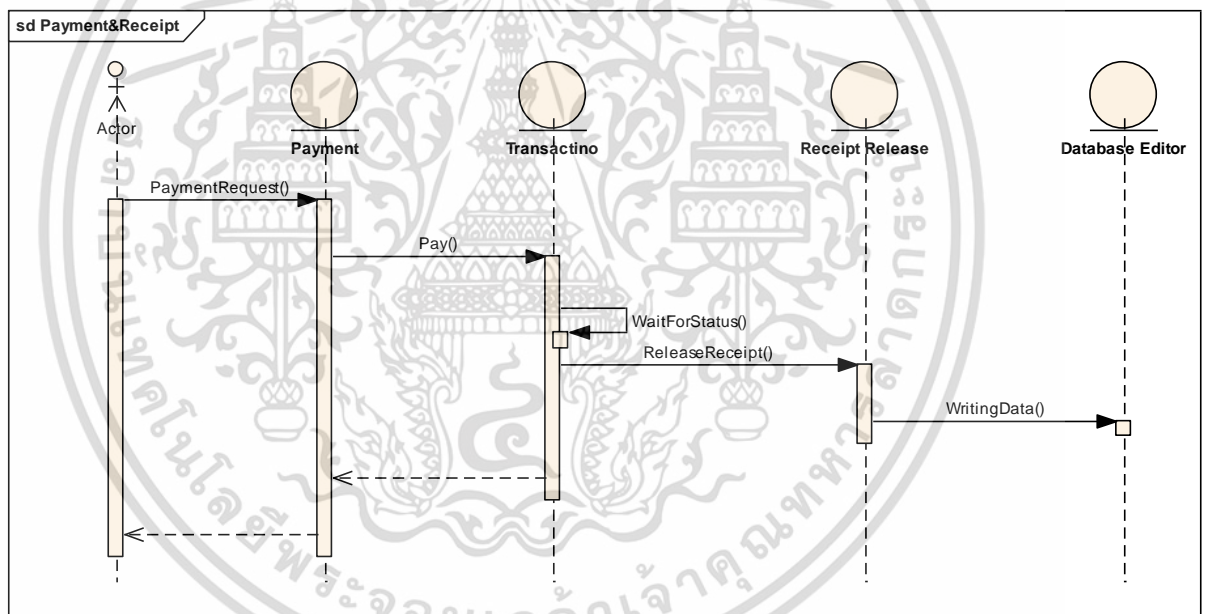 sd Payment&Receipt
Actor
Payment
Transactino
Receipt Release
Database Editor
PaymentRequest()
Pay()
WaitForStatus()
ReleaseReceipt()
WritingData()